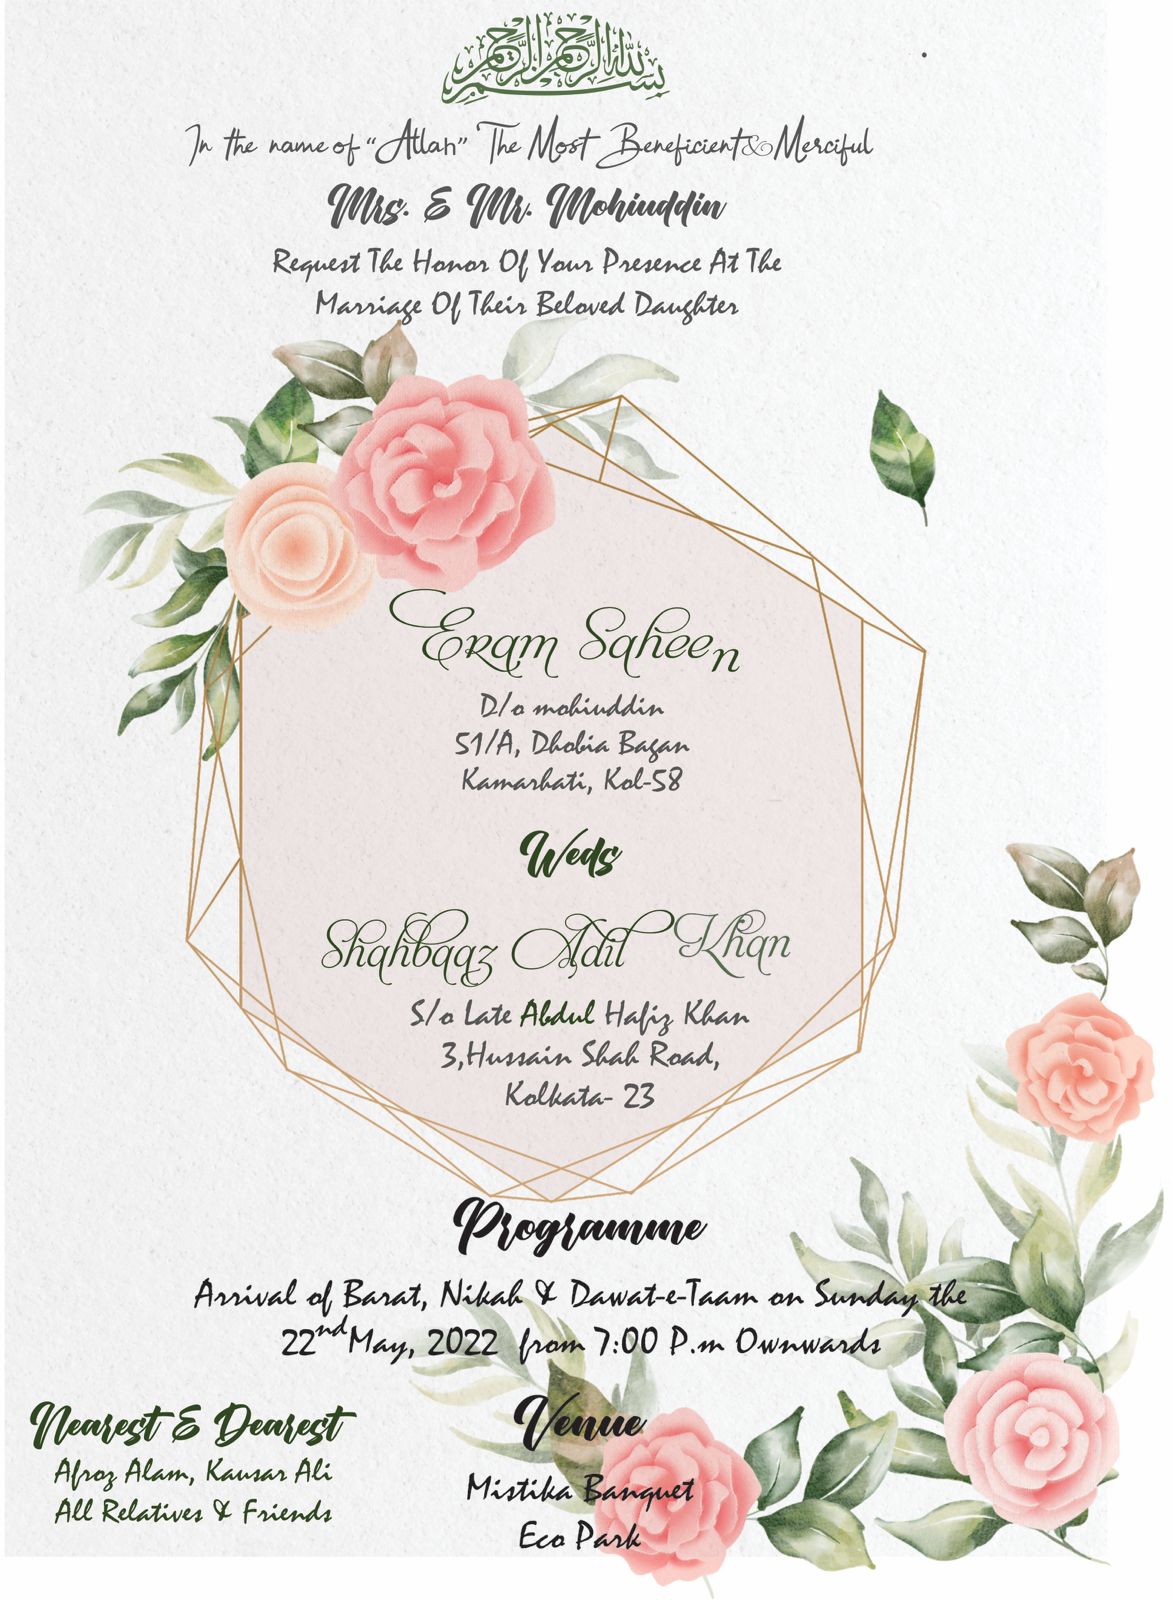 بسم الله الرحمن الرحيم
In the name of “Allah” The Most Beneficient & Merciful
Mrs. & Mr. Mohiuddin
Request The Honor Of Your Presence At The
Marriage Of Their Beloved Daughter
Eram Saheen
D/o mohiuddin
51/A, Dhobia Bagan
Kamarhati, Kol-58
Weds
Shahbaaz Adil Khan
S/o Late Abdul Hafiz Khan
3,Hussain Shah Road,
Kolkata- 23
Programme
Arrival of Barat, Nikah & Dawat-e-Taam on Sunday the
22nd May, 2022 from 7:00 P.m Ownwards
Nearest & Dearest
Afroz Alam, Kausar Ali
All Relatives & Friends
Venue
Mistika Banquet
Eco Park